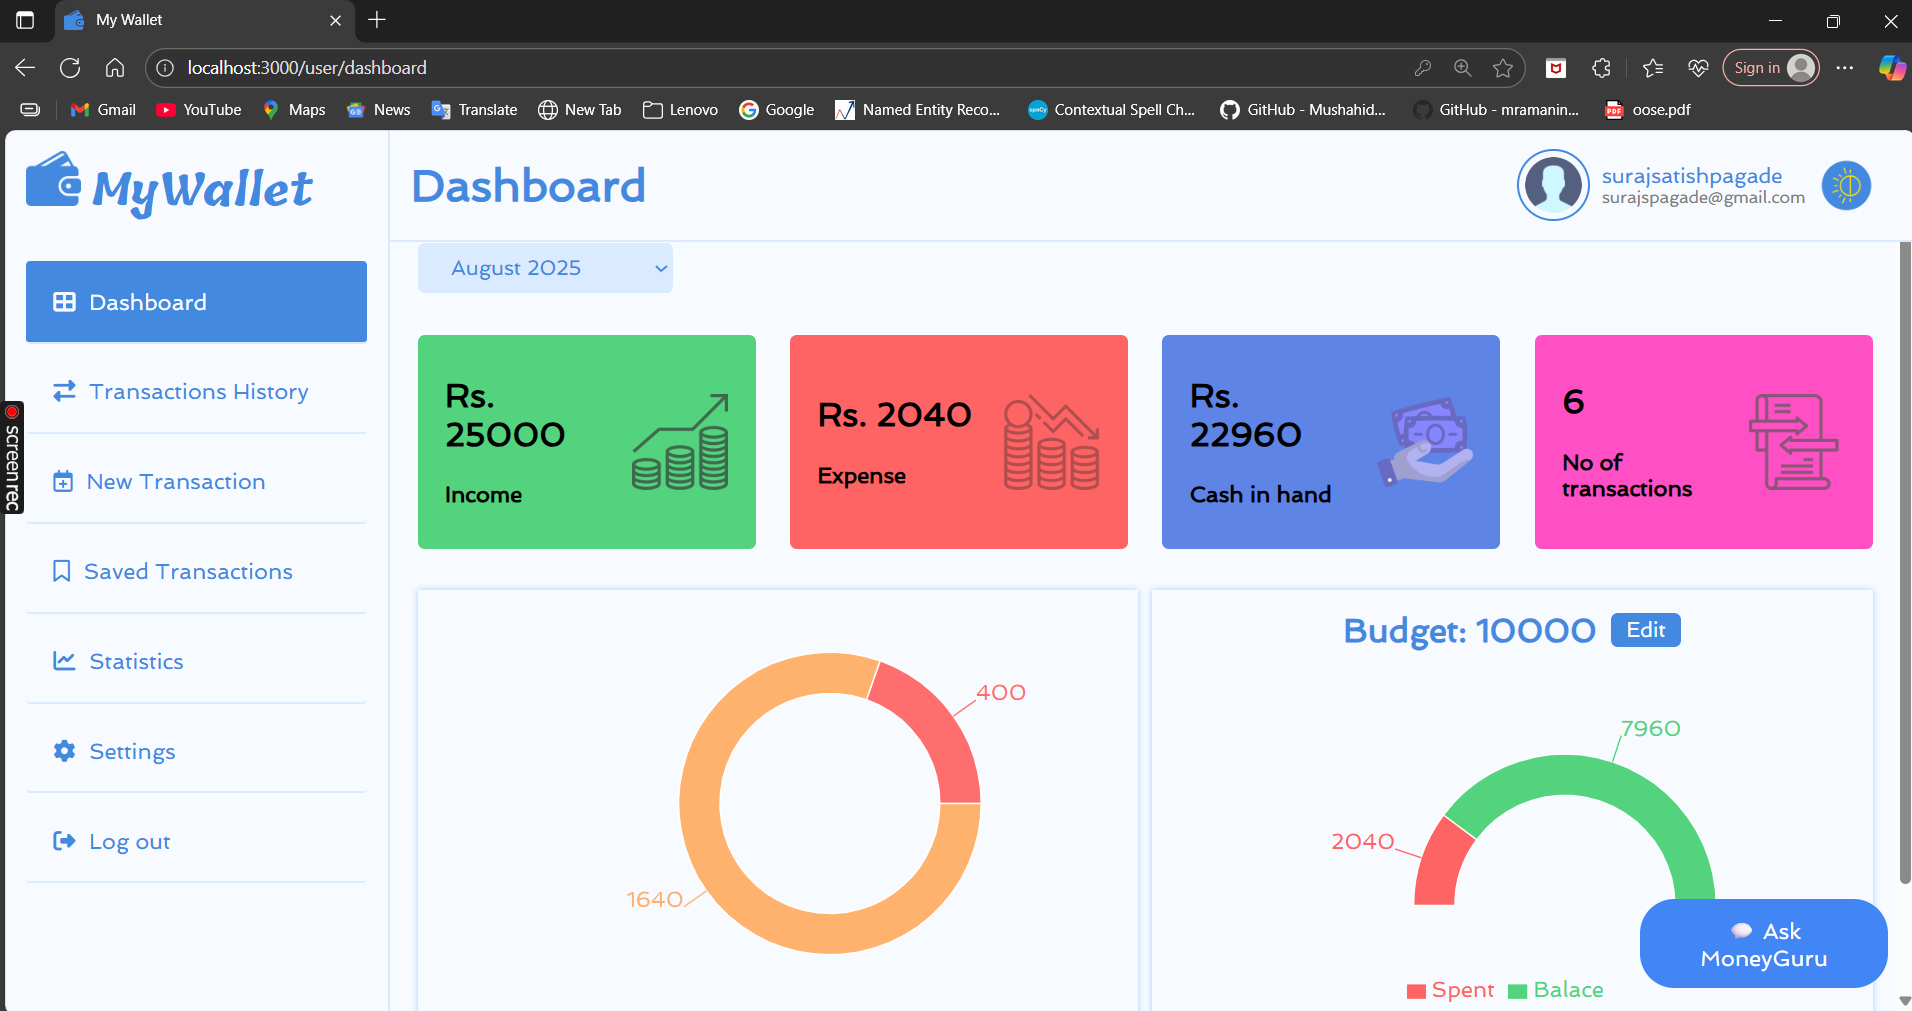 My Wallet
localhost:3000/user/dashboard
Sign in
Gmail
YouTube
Maps
News
Translate
New Tab
Lenovo
Google
Named Entity Reco...
Contextual Spell Ch...
GitHub - Mushahid...
GitHub - mramanin...
oose.pdf
MyWallet
Dashboard
surajsatishpagade
surajspagade@gmail.com
August 2025
Dashboard
Transactions History
New Transaction
Saved Transactions
Statistics
Settings
Log out
screenrec
Rs.
25000
Income
Rs. 2040
Expense
Rs.
22960
Cash in hand
6
No of
transactions
400
1640
Budget: 10000
Edit
7960
2040
Spent
Balace
Ask
MoneyGuru